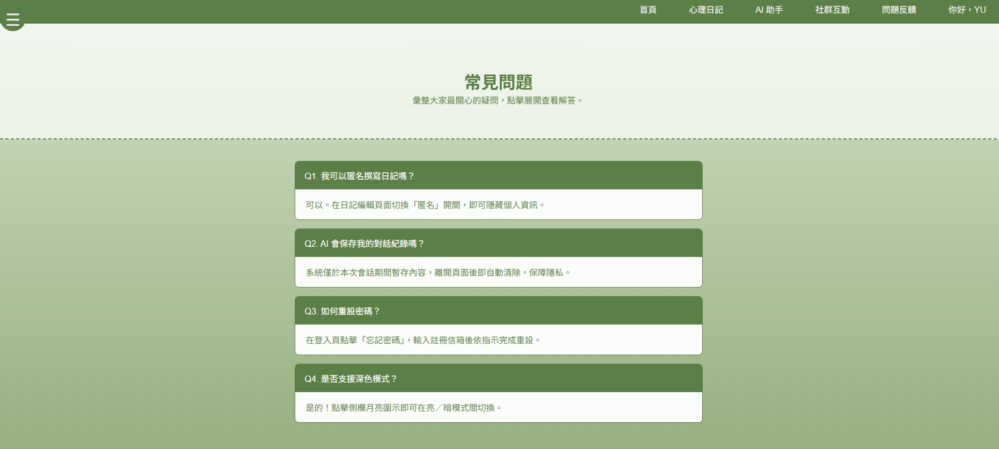 首頁 心理日記 AI 助手 社群互動 問題反饋 你好，YU
常見問題
彙整大家最關心的疑問，點擊展開查看解答。
Q1. 我可以匿名撰寫日記嗎？
可以。在日記編輯頁面切換「匿名」開關，即可隱藏個人資訊。
Q2. AI 會保存我的對話紀錄嗎？
系統僅於本次會話期間暫存內容，離開頁面後即自動清除，保障隱私。
Q3. 如何重設密碼？
在登入頁點擊「忘記密碼」，輸入註冊信箱後依指示完成重設。
Q4. 是否支援深色模式？
是的！點擊側欄月亮圖示即可在亮／暗模式間切換。